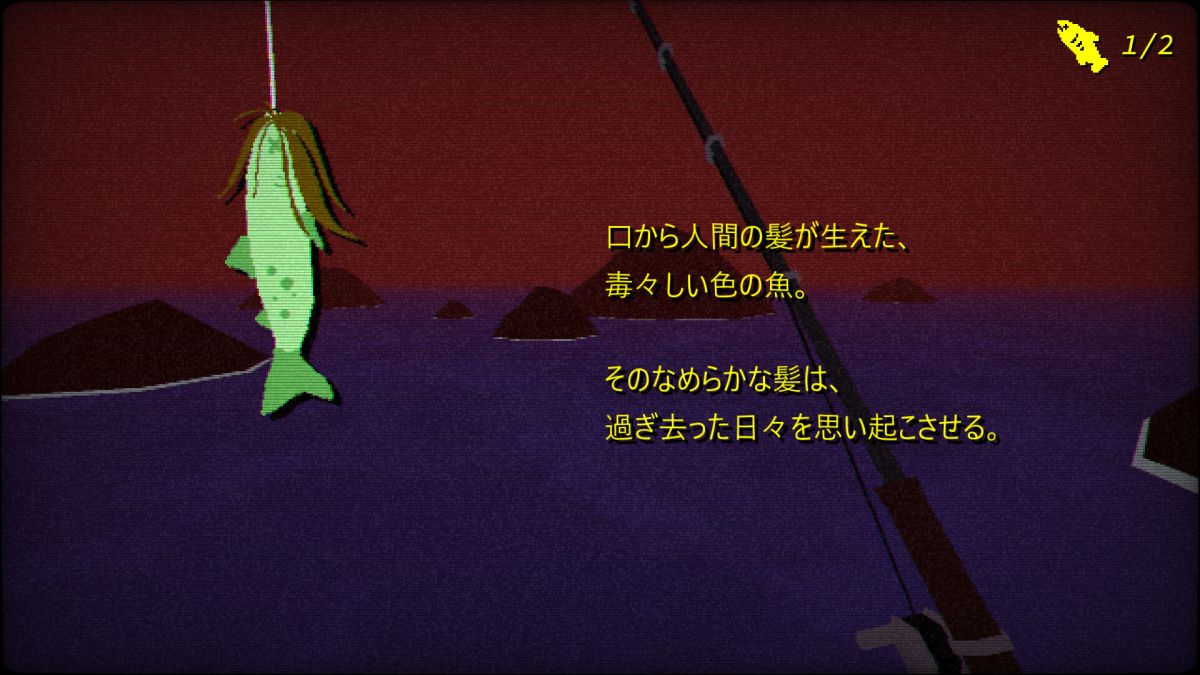 1/2
口から人間の髪が生えた、
毒々しい色の魚。
そのなめらかな髪は、
過ぎ去った日々を思い起こさせる。